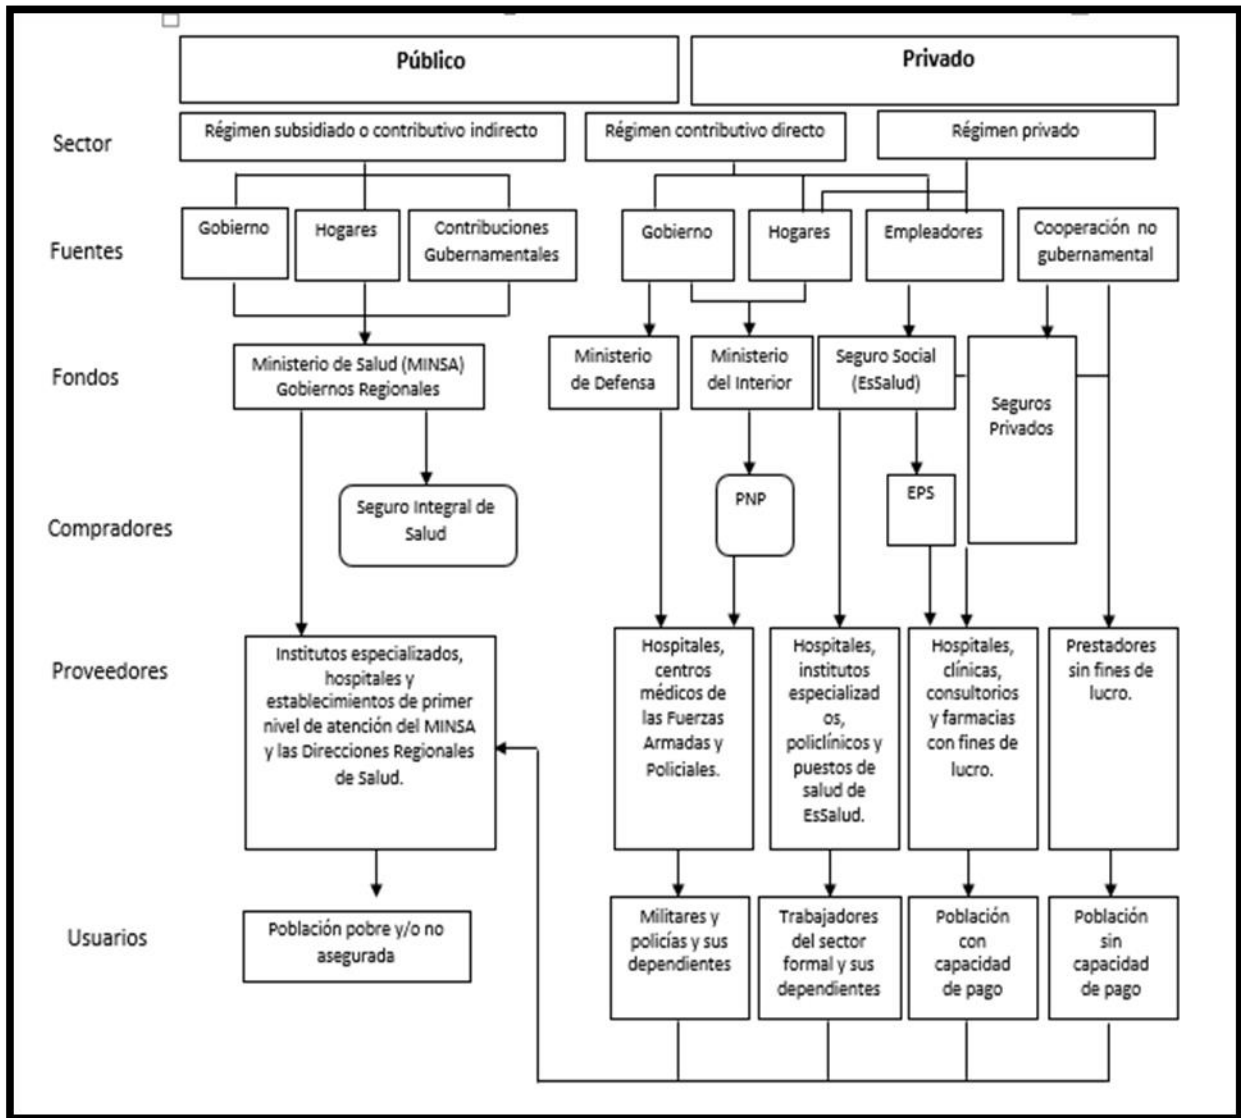 Público
Privado
Sector
Régimen subsidiado o contributivo indirecto
Régimen contributivo directo
Régimen privado
Fuentes
Gobierno
Hogares
Contribuciones
Gubernamentales
Gobierno
Hogares
Empleadores
Cooperación no
gubernamental
Fondos
Ministerio de Salud (MINSA)
Gobiernos Regionales
Ministerio
de Defensa
Ministerio
del Interior
Seguro Social
(EsSalud)
Seguros
Privados
Compradores
Seguro Integral de
Salud
PNP
EPS
Proveedores
Institutos especializados,
hospitales y
establecimientos de primer
nivel de atención del MINSA
y las Direcciones Regionales
de Salud.
Hospitales,
centros
médicos de
las Fuerzas
Armadas y
Policiales.
Hospitales,
institutos
especializad
os,
policlínicos y
puestos de
salud de
EsSalud.
Hospitales,
clínicas,
consultorios
y farmacias
con fines de
lucro.
Prestadores
sin fines de
lucro.
Usuarios
Población pobre y/o no
asegurada
Militares y
policías y sus
dependientes
Trabajadores
del sector
formal y sus
dependientes
Población
con
capacidad
de pago
Población
sin
capacidad
de pago